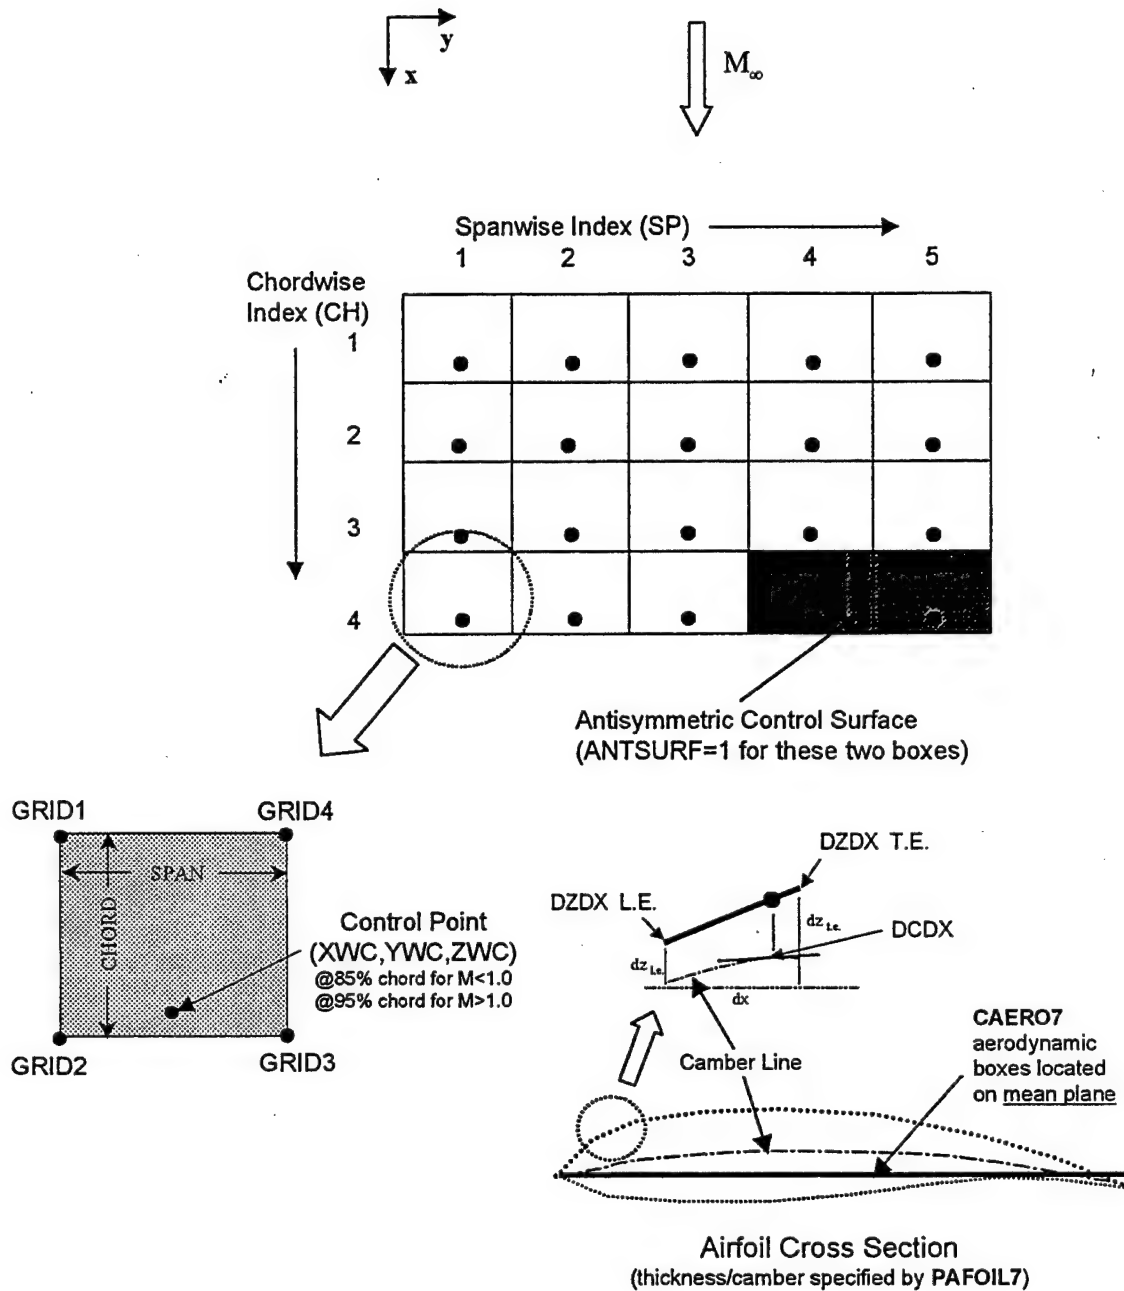 y
x
M∞
Spanwise Index (SP)
1 2 3 4 5
Chordwise
Index (CH)
1
2
3
4
Antisymmetric Control Surface
(ANTSURF=1 for these two boxes)
GRID1
GRID4
SPAN
CHORD
GRID2
GRID3
Control Point
(XWC,YWC,ZWC)
@85% chord for M<1.0
@95% chord for M>1.0
DZDX T.E.
DZDX L.E.
dz t.e.
DCDX
dz l.e.
dx
Camber Line
CAERO7
aerodynamic
boxes located
on mean plane
Airfoil Cross Section
(thickness/camber specified by PAFOIL7)